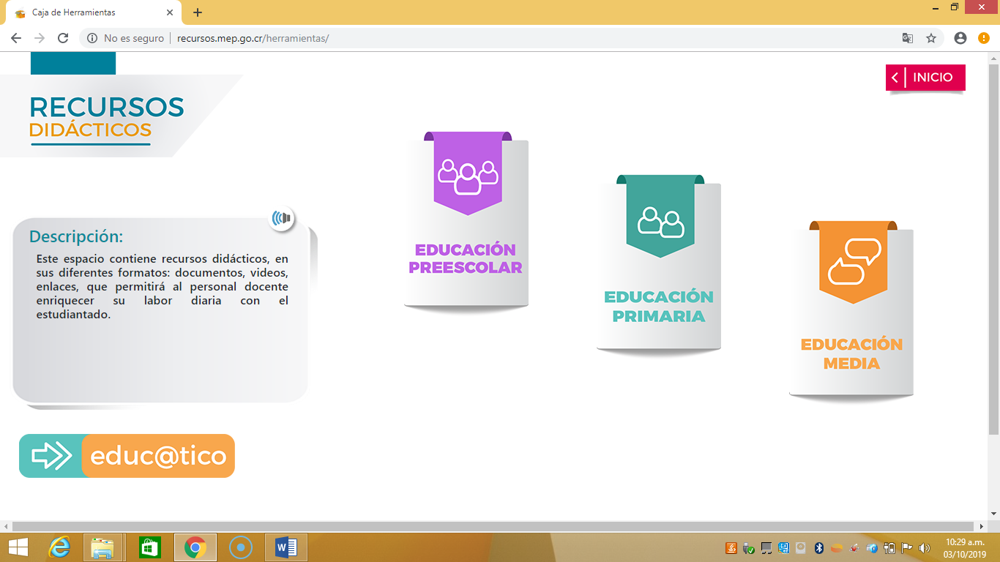 Caja de Herramientas
No es seguro
recursos.mep.go.cr/herramientas/
INICIO
RECURSOS
DIDÁCTICOS
Descripción:
Este espacio contiene recursos didácticos, en
sus diferentes formatos: documentos, videos,
enlaces, que permitirá al personal docente
enriquecer su labor diaria con el
estudiantado.
EDUCACIÓN
PREESCOLAR
EDUCACIÓN
PRIMARIA
EDUCACIÓN
MEDIA
educ@tico
10:29 a.m.
03/10/2019